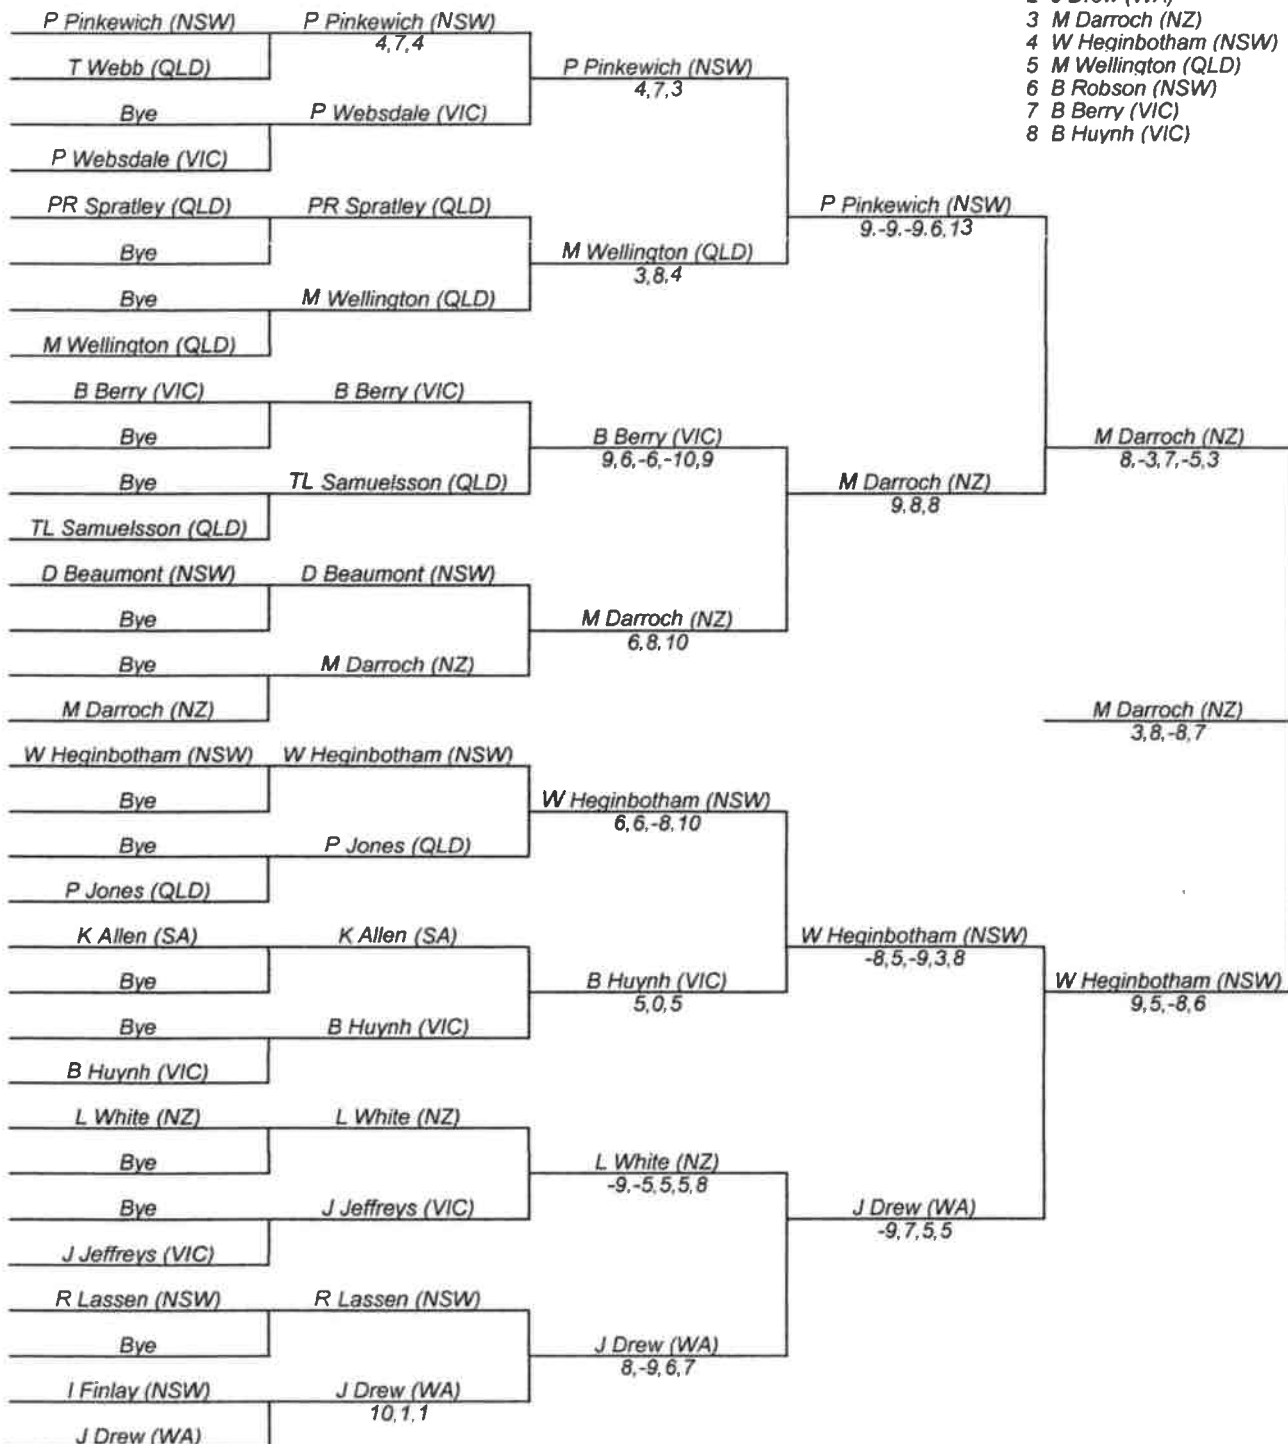 2 J Drew (WA)
3 M Darroch (NZ)
4 W Heginbotham (NSW)
5 M Wellington (QLD)
6 B Robson (NSW)
7 B Berry (VIC)
8 B Huynh (VIC)
P Pinkewich (NSW)
T Webb (QLD)
Bye
P Websdale (VIC)
PR Spratley (QLD)
Bye
Bye
M Wellington (QLD)
B Berry (VIC)
Bye
Bye
TL Samuelsson (QLD)
D Beaumont (NSW)
Bye
Bye
M Darroch (NZ)
W Heginbotham (NSW)
Bye
Bye
P Jones (QLD)
K Allen (SA)
Bye
Bye
B Huynh (VIC)
L White (NZ)
Bye
Bye
J Jeffreys (VIC)
R Lassen (NSW)
Bye
I Finlay (NSW)
J Drew (WA)
P Pinkewich (NSW)
4,7,4
P Websdale (VIC)
PR Spratley (QLD)
M Wellington (QLD)
B Berry (VIC)
TL Samuelsson (QLD)
D Beaumont (NSW)
M Darroch (NZ)
W Heginbotham (NSW)
P Jones (QLD)
K Allen (SA)
B Huynh (VIC)
L White (NZ)
J Jeffreys (VIC)
R Lassen (NSW)
J Drew (WA)
10,1,1
P Pinkewich (NSW)
4,7,3
M Wellington (QLD)
3,8,4
B Berry (VIC)
9,6,-6,-10,9
M Darroch (NZ)
6,8,10
W Heginbotham (NSW)
6,6,-8,10
B Huynh (VIC)
5,0,5
L White (NZ)
-9,-5,5,5,8
J Drew (WA)
8,-9,6,7
P Pinkewich (NSW)
9,-9,-9,6,13
M Darroch (NZ)
9,8,8
W Heginbotham (NSW)
-8,5,-9,3,8
J Drew (WA)
-9,7,5,5
M Darroch (NZ)
8,-3,7,-5,3
M Darroch (NZ)
3,8,-8,7
W Heginbotham (NSW)
9,5,-8,6